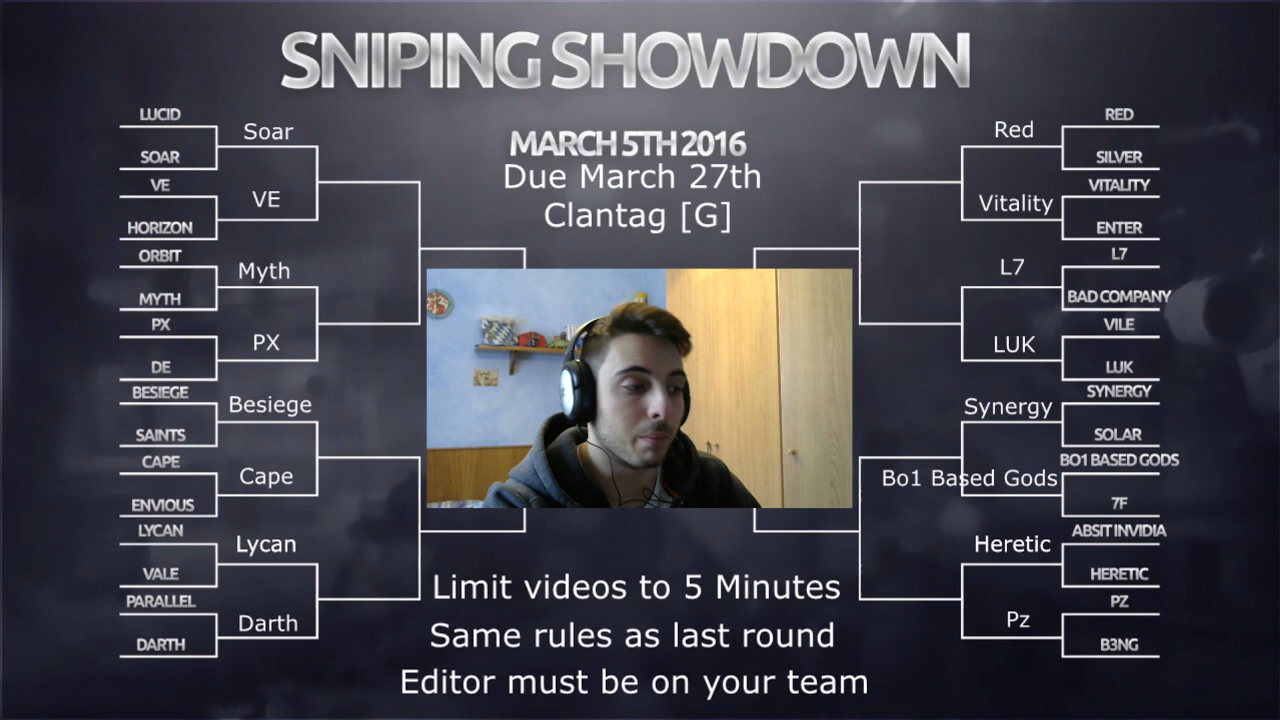 SNIPING SHOWDOWN
MARCH 5TH 2016
Due March 27th
Clantag [G]
LUCID
SOAR
VE
HORIZON
ORBIT
MYTH
PX
DE
BESIEGE
SAINTS
CAPE
ENVIOUS
LYCAN
VALE
PARALLEL
DARTH
Soar
VE
Myth
PX
Besiege
Cape
Lycan
Darth
Red
Vitality
L7
LUK
Synergy
Bo1 Based Gods
Heretic
Pz
RED
SILVER
VITALITY
ENTER
L7
BAD COMPANY
VILE
LUK
SYNERGY
SOLAR
BO1 BASED GODS
7F
ABSIT INVIDIA
HERETIC
PZ
B3NG
Limit videos to 5 Minutes
Same rules as last round
Editor must be on your team